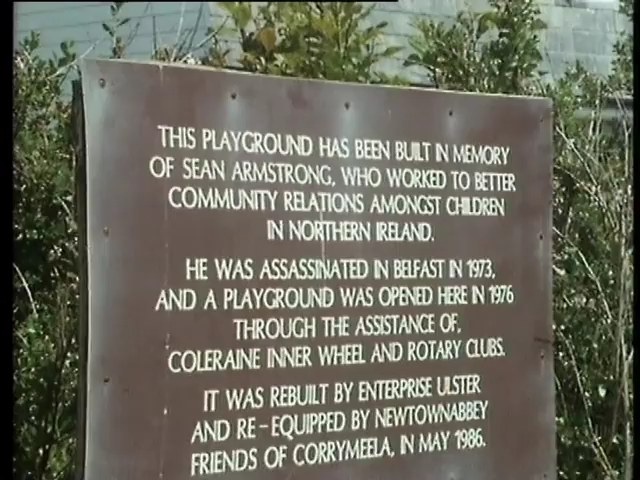 THIS PLAYGROUND HAS BEEN BUILT IN MEMORY
OF SEAN ARMSTRONG, WHO WORKED TO BETTER
COMMUNITY RELATIONS AMONGST CHILDREN
IN NORTHERN IRELAND.
HE WAS ASSASSINATED IN BELFAST IN 1973,
AND A PLAYGROUND WAS OPENED HERE IN 1976
THROUGH THE ASSISTANCE OF,
COLERAINE INNER WHEEL AND ROTARY CLUBS.
IT WAS REBUILT BY ENTERPRISE ULSTER
AND RE-EQUIPPED BY NEWTOWNABBEY
FRIENDS OF CORRYMEELA, IN MAY 1986.